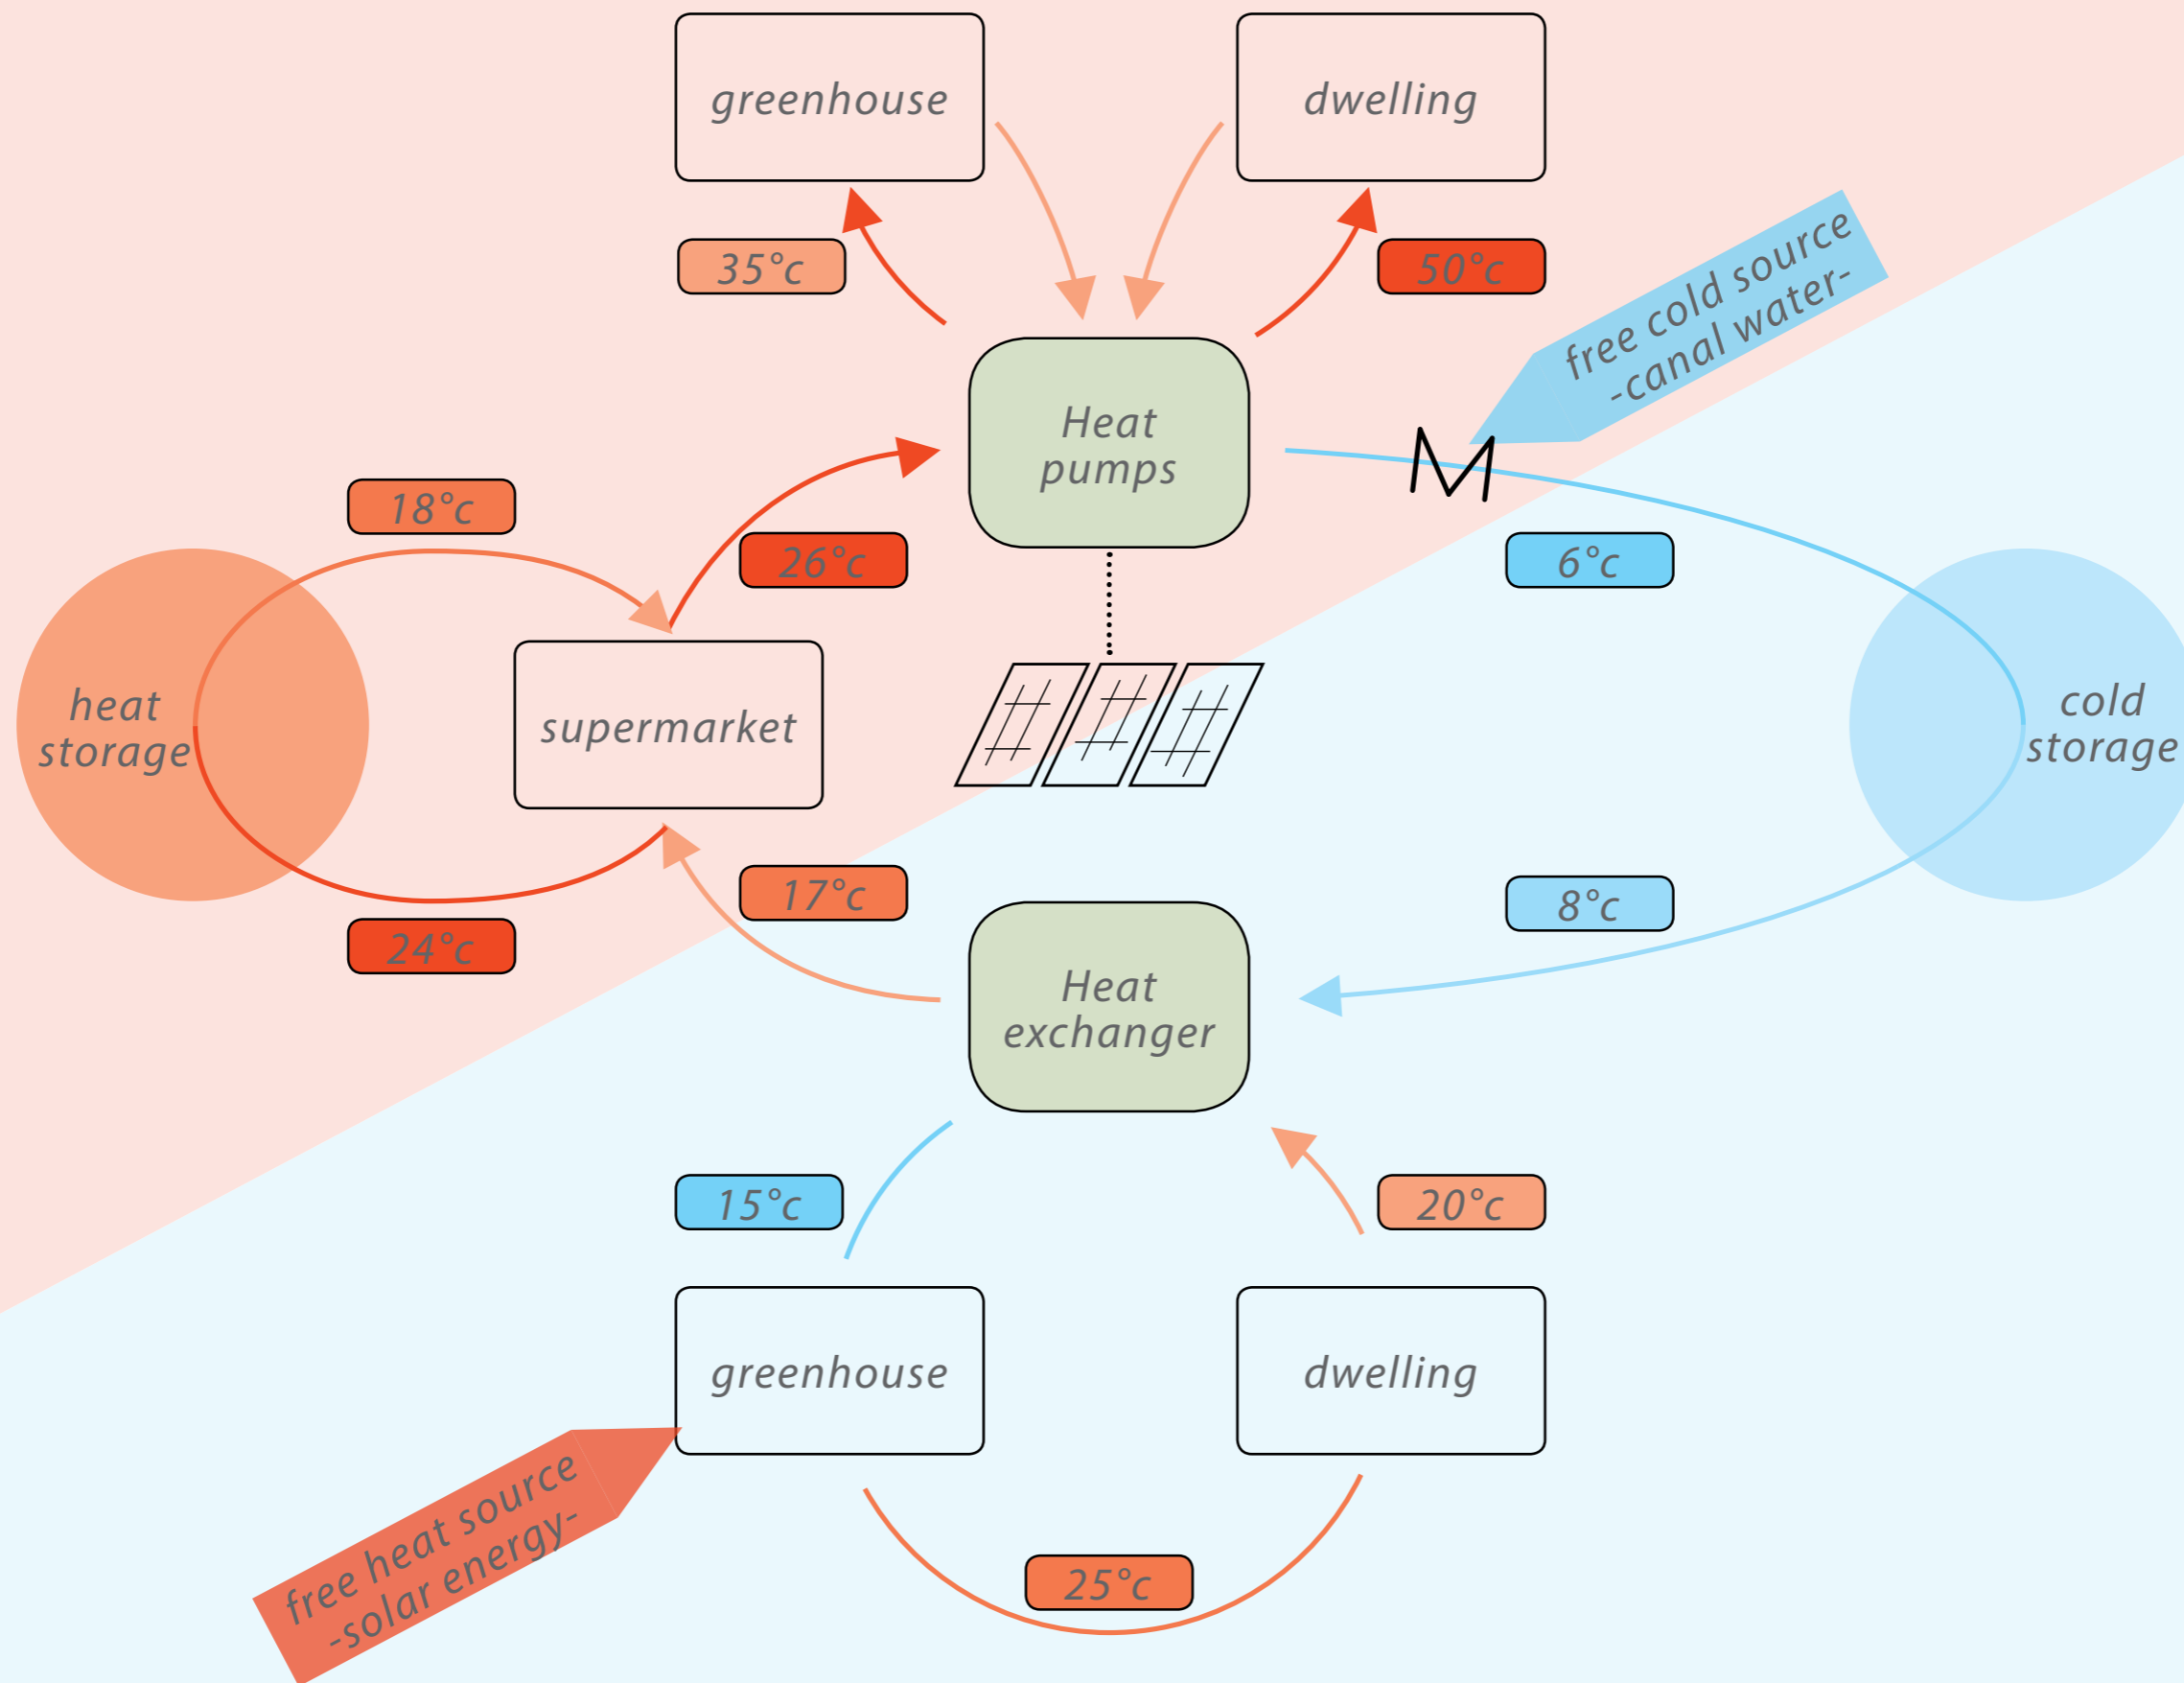 greenhouse
dwelling
35°c
50°c
free cold source
-canal water-
Heat
pumps
18°c
26°c
6°c
heat
storage
supermarket
cold
storage
17°c
8°c
24°c
Heat
exchanger
15°c
20°c
greenhouse
dwelling
free heat source
-solar energy-
25°c